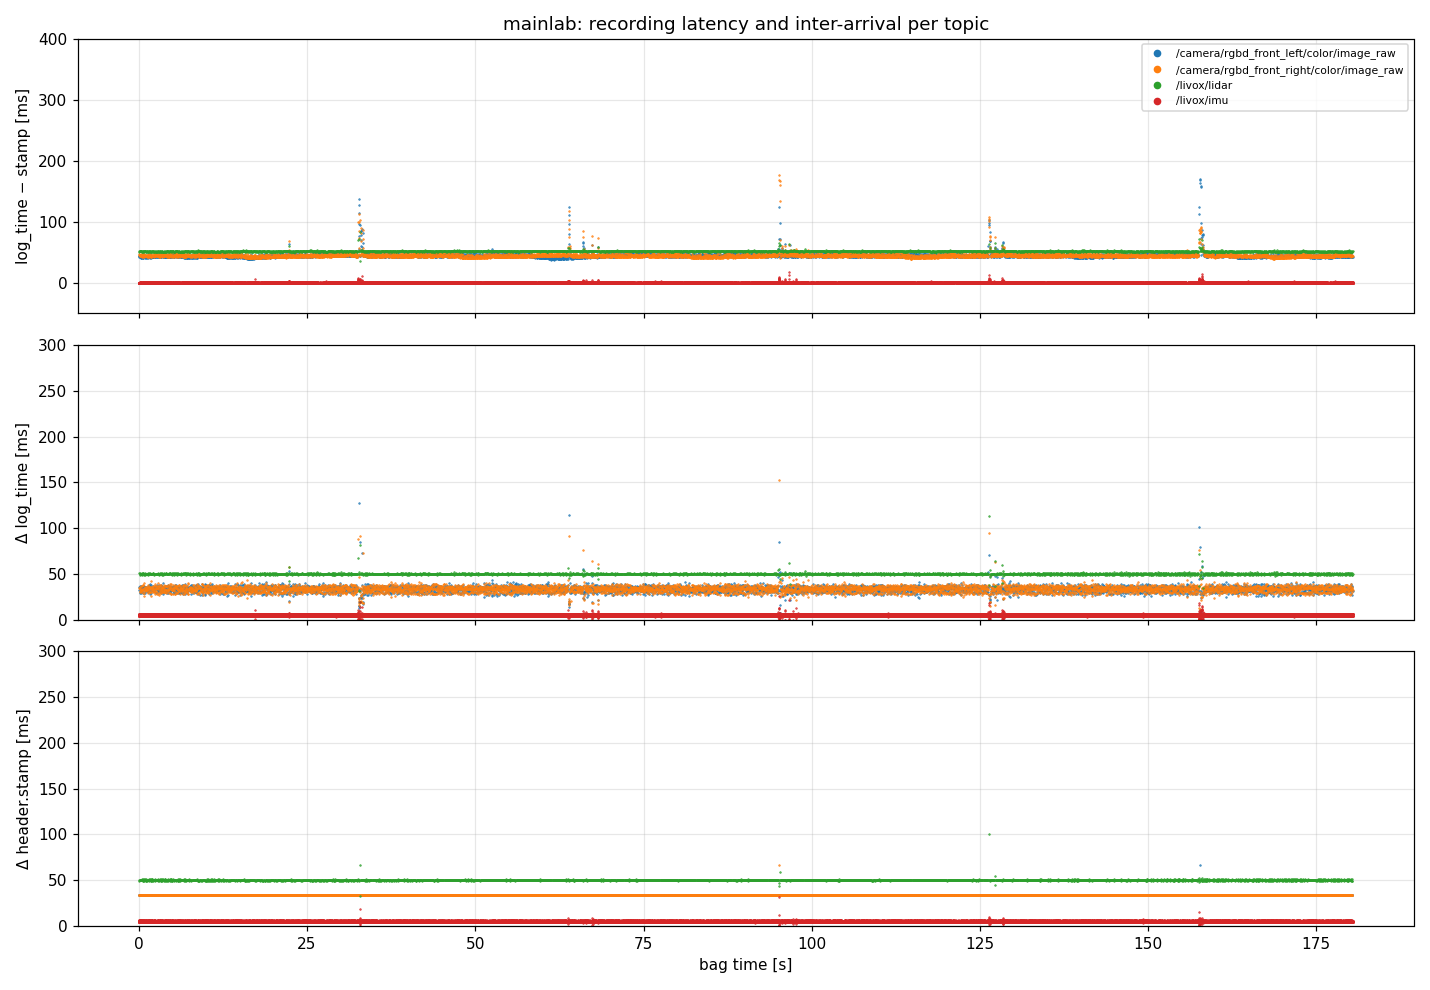 mainlab: recording latency and inter-arrival per topic
log_time − stamp [ms]
400
300
200
100
0
/camera/rgbd_front_left/color/image_raw
/camera/rgbd_front_right/color/image_raw
/livox/lidar
/livox/imu
Δ log_time [ms]
300
250
200
150
100
50
0
Δ header.stamp [ms]
300
250
200
150
100
50
0
0 25 50 75 100 125 150 175
bag time [s]